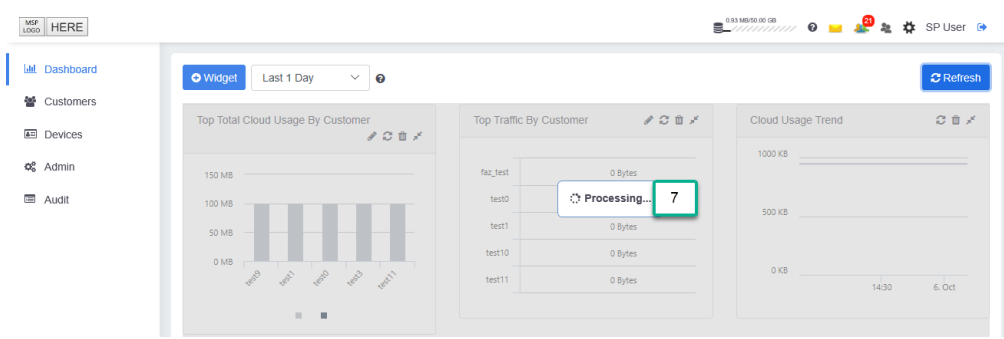 MSP LOGO HERE
0.93 MB/50.00 GB
21
SP User
Dashboard
Customers
Devices
Admin
Audit
Widget
Last 1 Day
Refresh
Top Total Cloud Usage By Customer
150 MB
100 MB
50 MB
0 MB
test9 test1 test0 test3 test11
Top Traffic By Customer
faz_test 0 Bytes
test0
Processing... 7
test1 0 Bytes
test10 0 Bytes
test11 0 Bytes
Cloud Usage Trend
1000 KB
500 KB
0 KB
14:30 6. Oct